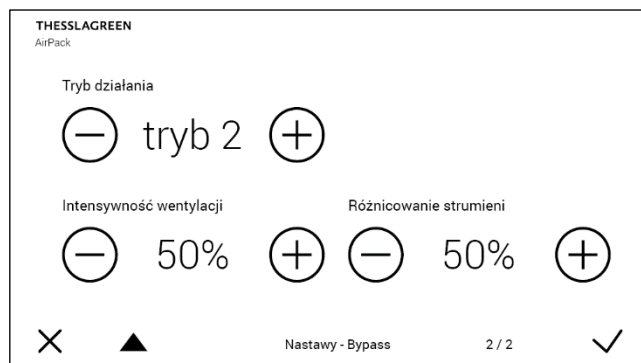 THESSLAGREEN
AirPack
Tryb działania
tryb 2
Intensywność wentylacji Różnicowanie strumieni
50% 50%
Nastawy - Bypass 2 / 2